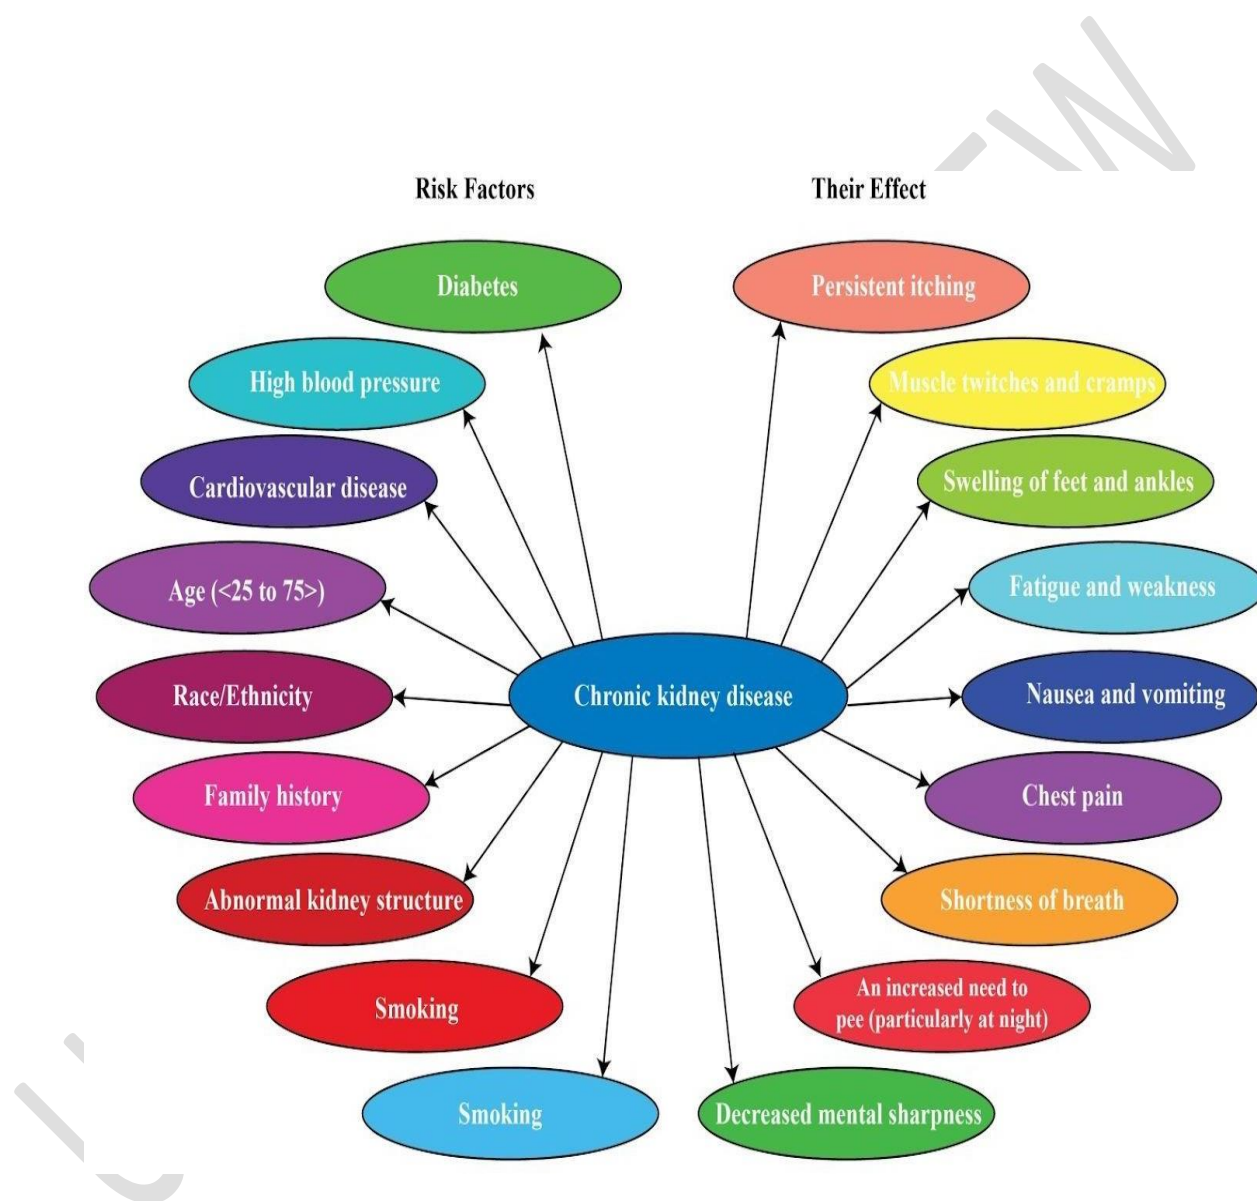 Risk Factors
Their Effect
Diabetes
High blood pressure
Cardiovascular disease
Age (<25 to 75>)
Race/Ethnicity
Family history
Abnormal kidney structure
Smoking
Smoking
Chronic kidney disease
Persistent itching
Muscle twitches and cramps
Swelling of feet and ankles
Fatigue and weakness
Nausea and vomiting
Chest pain
Shortness of breath
An increased need to
pee (particularly at night)
Decreased mental sharpness